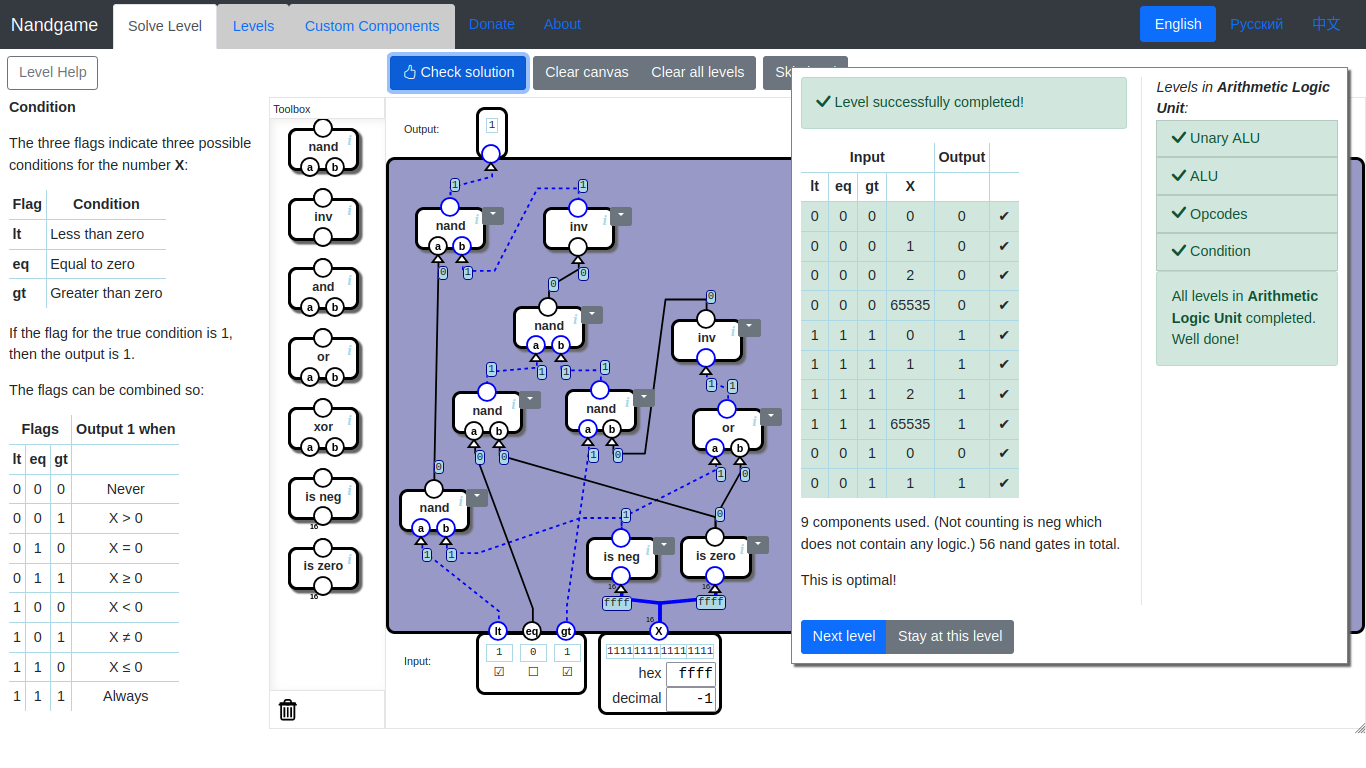 Nandgame
Solve Level
Levels
Custom Components
Donate
About
English
Русский
中文
Level Help
Check solution
Clear canvas
Clear all levels
Condition
The three flags indicate three possible
conditions for the number X:
Flag Condition
lt Less than zero
eq Equal to zero
gt Greater than zero
If the flag for the true condition is 1,
then the output is 1.
The flags can be combined so:
Flags Output 1 when
lt eq gt
0 0 0 Never
0 0 1 X > 0
0 1 0 X = 0
0 1 1 X ≥ 0
1 0 0 X < 0
1 0 1 X ≠ 0
1 1 0 X ≤ 0
1 1 1 Always
Toolbox
nand i
a b
inv i
and i
a b
or i
a b
xor i
a b
is neg i
16
is zero i
16
Output:
1
1
1
nand i
a b
inv i
0 1
0
0
0
nand i
a b
inv i
1 1
1 1
1 1
nand i
a b
nand i
a b
or i
a b
0 0
1 0
1 0
0
nand i
a b
1 1
1
0
is neg i
is zero i
16
16
ffff
ffff
16
lt eq gt
X
Input:
1 0 1
1111 1111 1111 1111
hex ffff
decimal -1
Level successfully completed!
Input Output
lt eq gt X
0 0 0 0 0 ✔
0 0 0 1 0 ✔
0 0 0 2 0 ✔
0 0 0 65535 0 ✔
1 1 1 0 1 ✔
1 1 1 1 1 ✔
1 1 1 2 1 ✔
1 1 1 65535 1 ✔
0 0 1 0 0 ✔
0 0 1 1 1 ✔
9 components used. (Not counting is neg which
does not contain any logic.) 56 nand gates in total.
This is optimal!
Next level
Stay at this level
Levels in Arithmetic Logic
Unit:
Unary ALU
ALU
Opcodes
Condition
All levels in Arithmetic
Logic Unit completed.
Well done!